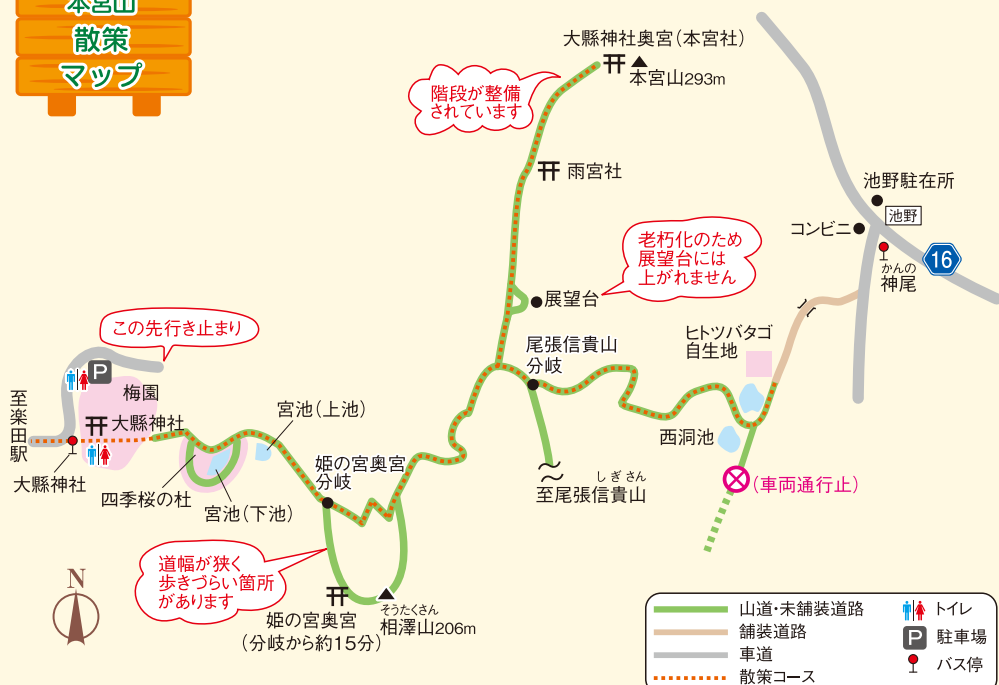 本宮山
散策
マップ
大縣神社奥宮(本宮社)
本宮山293m
階段が整備
されています
雨宮社
池野駐在所
池野
コンビニ
16
かんの
神尾
老朽化のため
展望台には
上がれません
展望台
この先行き止まり
ヒトツバタゴ
自生地
尾張信貴山
分岐
P
梅園
至楽田駅
大縣神社
大縣神社
宮池(上池)
西洞池
姫の宮奥宮
分岐
四季桜の杜
宮池(下池)
しぎさん
至尾張信貴山
(車両通行止)
道幅が狭く
歩きづらい箇所
があります
N
姫の宮奥宮
(分岐から約15分)
そうたくさん
相澤山206m
山道・未舗装道路
舗装道路
車道
散策コース
トイレ
P 駐車場
バス停